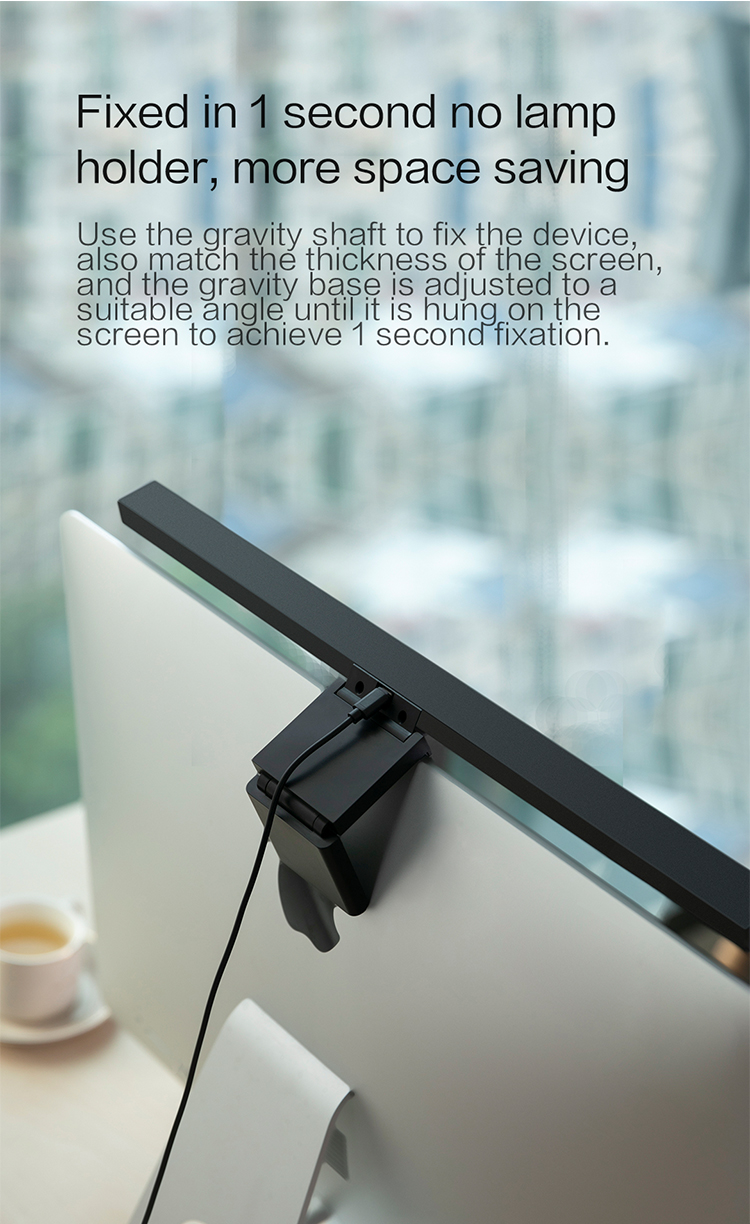 Fixed in 1 second no lamp
holder, more space saving
Use the gravity shaft to fix the device,
also match the thickness of the screen,
and the gravity base is adjusted to a
suitable angle until it is hung on the
screen to achieve 1 second fixation.